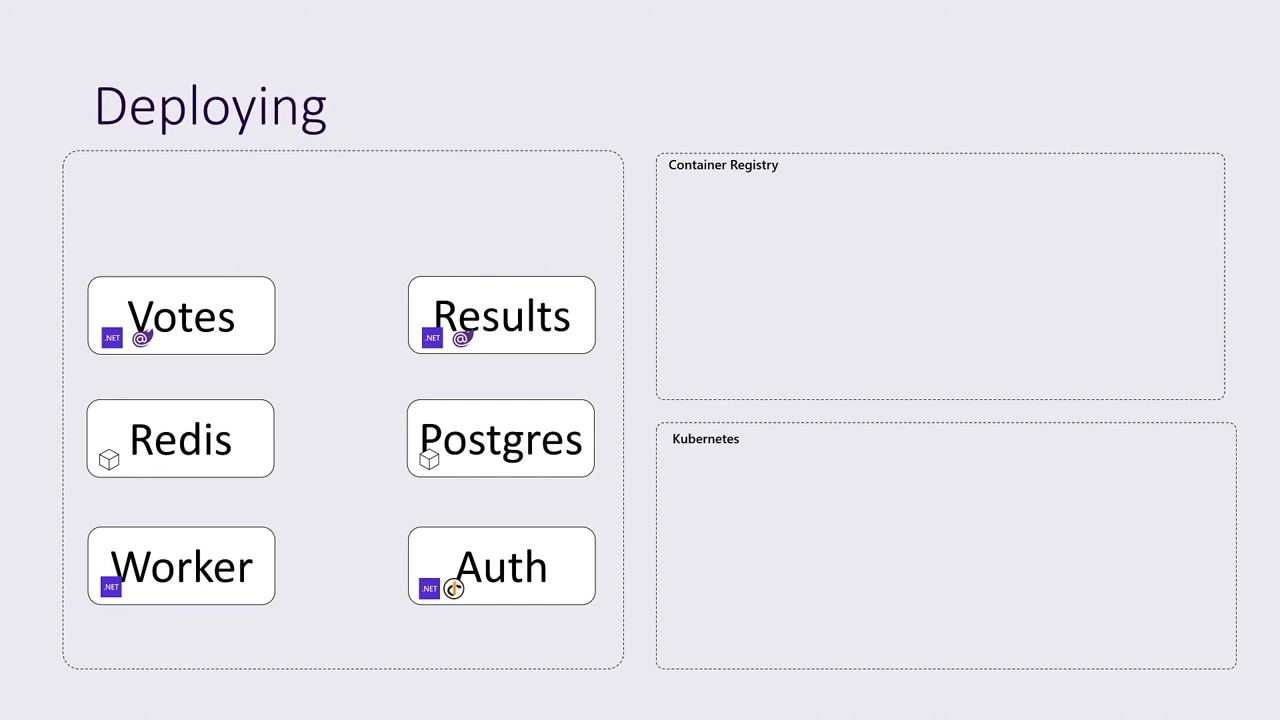 Deploying
Votes
.NET
@
Results
.NET
@
Redis
Postgres
Worker
.NET
Auth
.NET
Container Registry
Kubernetes